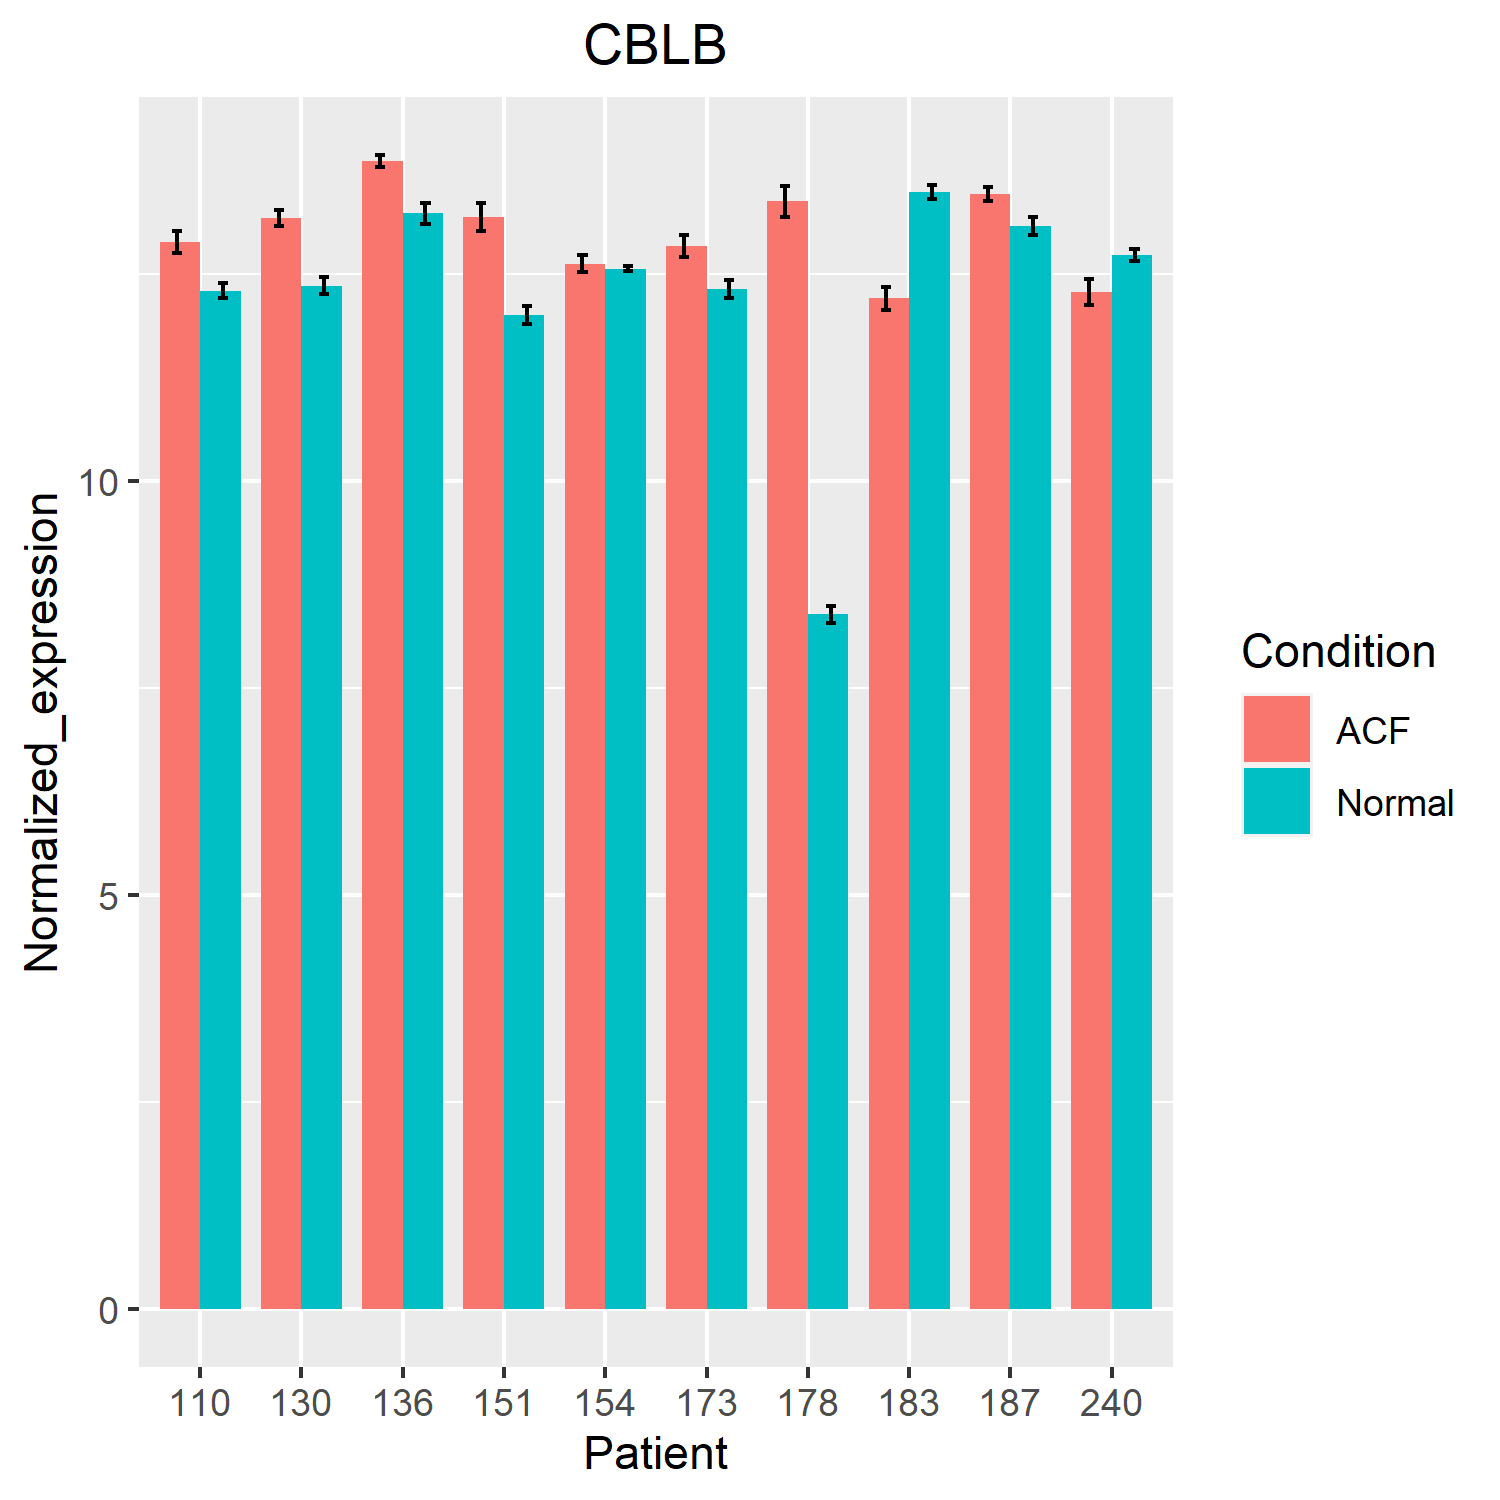 CBLB
Normalized_expression
10
5
0
110 130 136 151 154 173 178 183 187 240
Patient
Condition
ACF
Normal